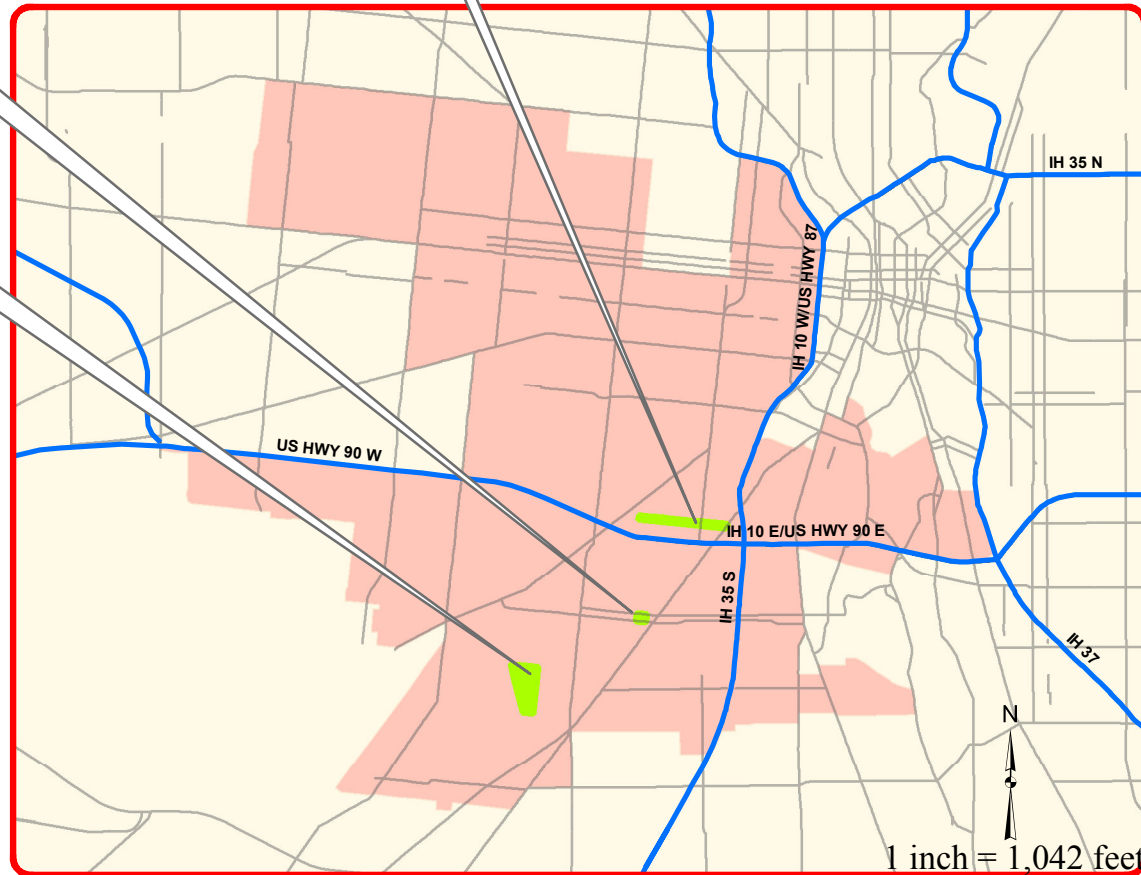 IH 35 N
IH 10 W/US HWY 87
US HWY 90 W
IH 10 E/US HWY 90 E
IH 35 S
IH 37
N
1 inch = 1,042 feet